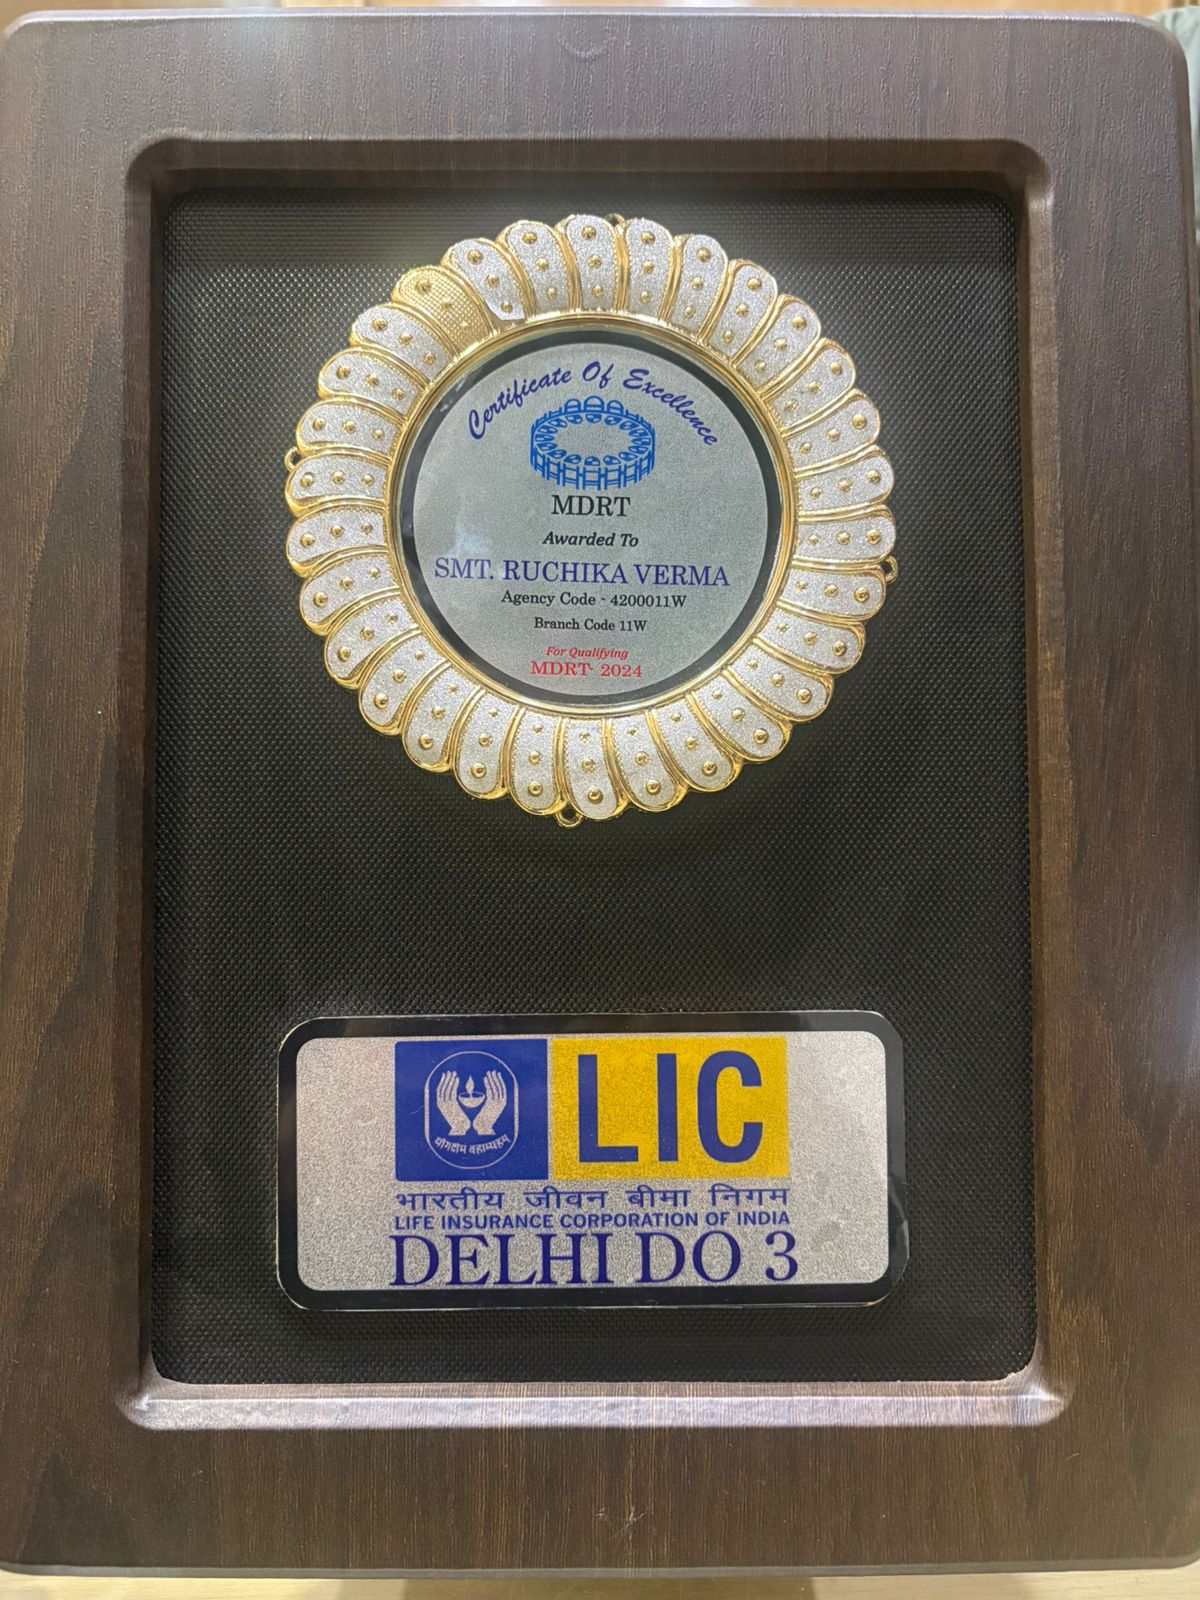 Certificate Of Excellence
MDRT
Awarded To
SMT. RUCHIKA VERMA
Agency Code - 4200011W
Branch Code 11W
For Qualifying
MDRT- 2024
योगक्षेमं वहाम्यहम्
LIC
भारतीय जीवन बीमा निगम
LIFE INSURANCE CORPORATION OF INDIA
DELHI DO 3